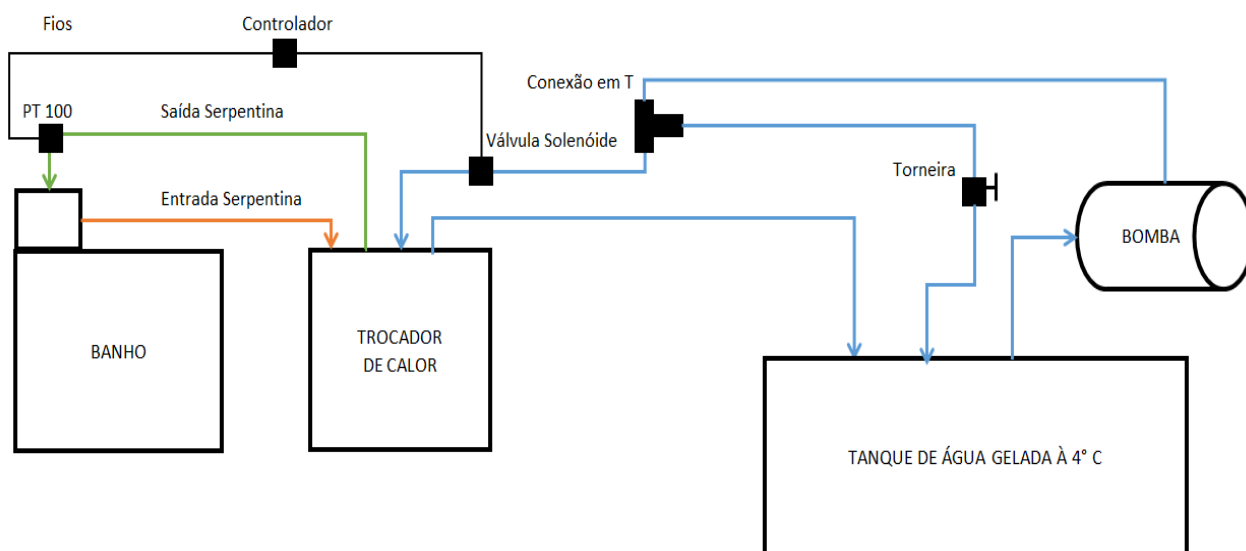 Fios
Controlador
Conexão em T
PT 100
Saída Serpentina
Válvula Solenóide
Torneira
Entrada Serpentina
BOMBA
BANHO
TROCADOR
DE CALOR
TANQUE DE ÁGUA GELADA À 4° C